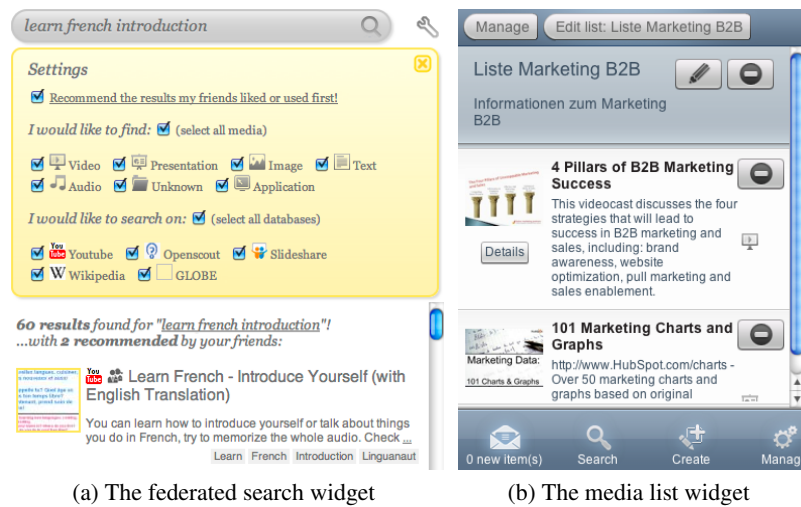 learn french introduction
Settings
Recommend the results my friends liked or used first!
I would like to find: (select all media)
Video Presentation Image Text
Audio Unknown Application
I would like to search on: (select all databases)
You Tube Youtube Openscout Slideshare
W Wikipedia GLOBE
60 results found for "learn french introduction"!
...with 2 recommended by your friends:
You Tube Learn French - Introduce Yourself (with
English Translation)
You can learn how to introduce yourself or talk about things
you do in French, try to memorize the whole audio. Check ...
Learn French Introduction Linguanaut
(a) The federated search widget
Manage Edit list: Liste Marketing B2B
Liste Marketing B2B
Informationen zum Marketing
B2B
4 Pillars of B2B Marketing
Success
This videocast discusses the four
strategies that will lead to
success in B2B marketing and
sales, including: brand
awareness, website
optimization, pull marketing and
sales enablement.
Details
101 Marketing Charts and
Graphs
Marketing Data:
101 Charts & Graphs
http://www.HubSpot.com/charts -
Over 50 marketing charts and
graphs based on original
0 new item(s) Search Create Manag
(b) The media list widget